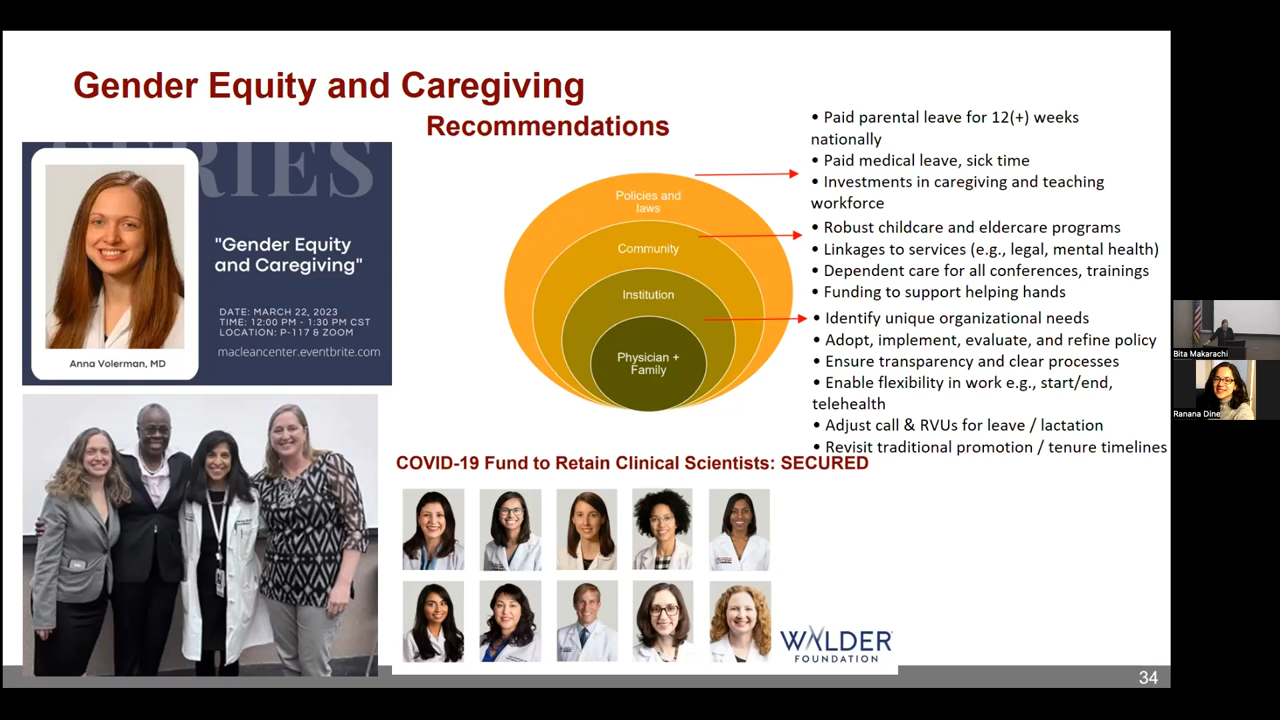 Gender Equity and Caregiving
Recommendations
"Gender Equity
and Caregiving"
DATE: MARCH 22, 2023
TIME: 12:00 PM - 1:30 PM CST
LOCATION: P-117 & ZOOM
macleancenter.eventbrite.com
Anna Volerman, MD
Policies and
laws
Community
Institution
Physician +
Family
• Paid parental leave for 12(+) weeks
nationally
• Paid medical leave, sick time
• Investments in caregiving and teaching
workforce
• Robust childcare and eldercare programs
• Linkages to services (e.g., legal, mental health)
• Dependent care for all conferences, trainings
• Funding to support helping hands
• Identify unique organizational needs
• Adopt, implement, evaluate, and refine policy
• Ensure transparency and clear processes
• Enable flexibility in work e.g., start/end,
telehealth
• Adjust call & RVUs for leave / lactation
• Revisit traditional promotion / tenure timelines
COVID-19 Fund to Retain Clinical Scientists: SECURED
WALDER
FOUNDATION
34
Bita Makarachi
Ranana Dine